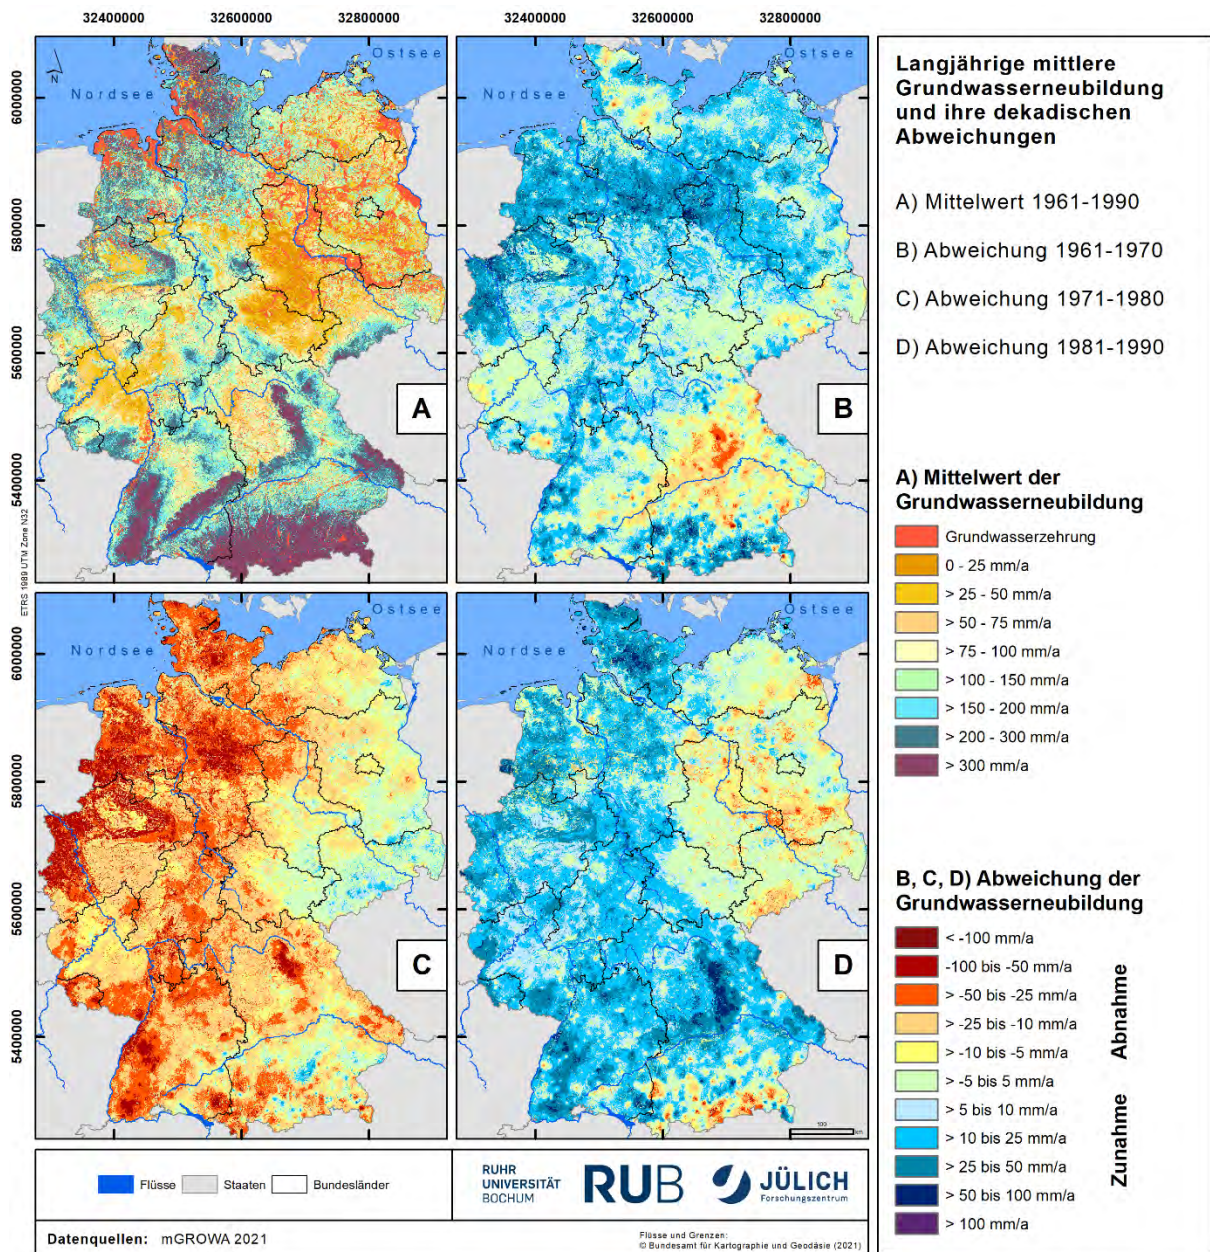 32400000 32600000 32800000 32400000 32600000 32800000
Ostsee
Nordsee
N
A
Ostsee
Nordsee
B
6000000
5800000
5600000
5400000
ETRS 1989 UTM Zone N32
Ostsee
Nordsee
C
Ostsee
Nordsee
D
100
km
6000000
5800000
5600000
5400000
Langjährige mittlere
Grundwasserneubildung
und ihre dekadischen
Abweichungen
A) Mittelwert 1961-1990
B) Abweichung 1961-1970
C) Abweichung 1971-1980
D) Abweichung 1981-1990
A) Mittelwert der
Grundwasserneubildung
Grundwasserzehrung
0 - 25 mm/a
> 25 - 50 mm/a
> 50 - 75 mm/a
> 75 - 100 mm/a
> 100 - 150 mm/a
> 150 - 200 mm/a
> 200 - 300 mm/a
> 300 mm/a
B, C, D) Abweichung der
Grundwasserneubildung
< -100 mm/a
-100 bis -50 mm/a
> -50 bis -25 mm/a
> -25 bis -10 mm/a
> -10 bis -5 mm/a
> -5 bis 5 mm/a
> 5 bis 10 mm/a
> 10 bis 25 mm/a
> 25 bis 50 mm/a
> 50 bis 100 mm/a
> 100 mm/a
Abnahme
Zunahme
Flüsse Staaten Bundesländer
RUHR
UNIVERSITÄT
BOCHUM
RUB
JÜLICH
Forschungszentrum
Datenquellen: mGROWA 2021
Flüsse und Grenzen:
© Bundesamt für Kartographie und Geodäsie (2021)